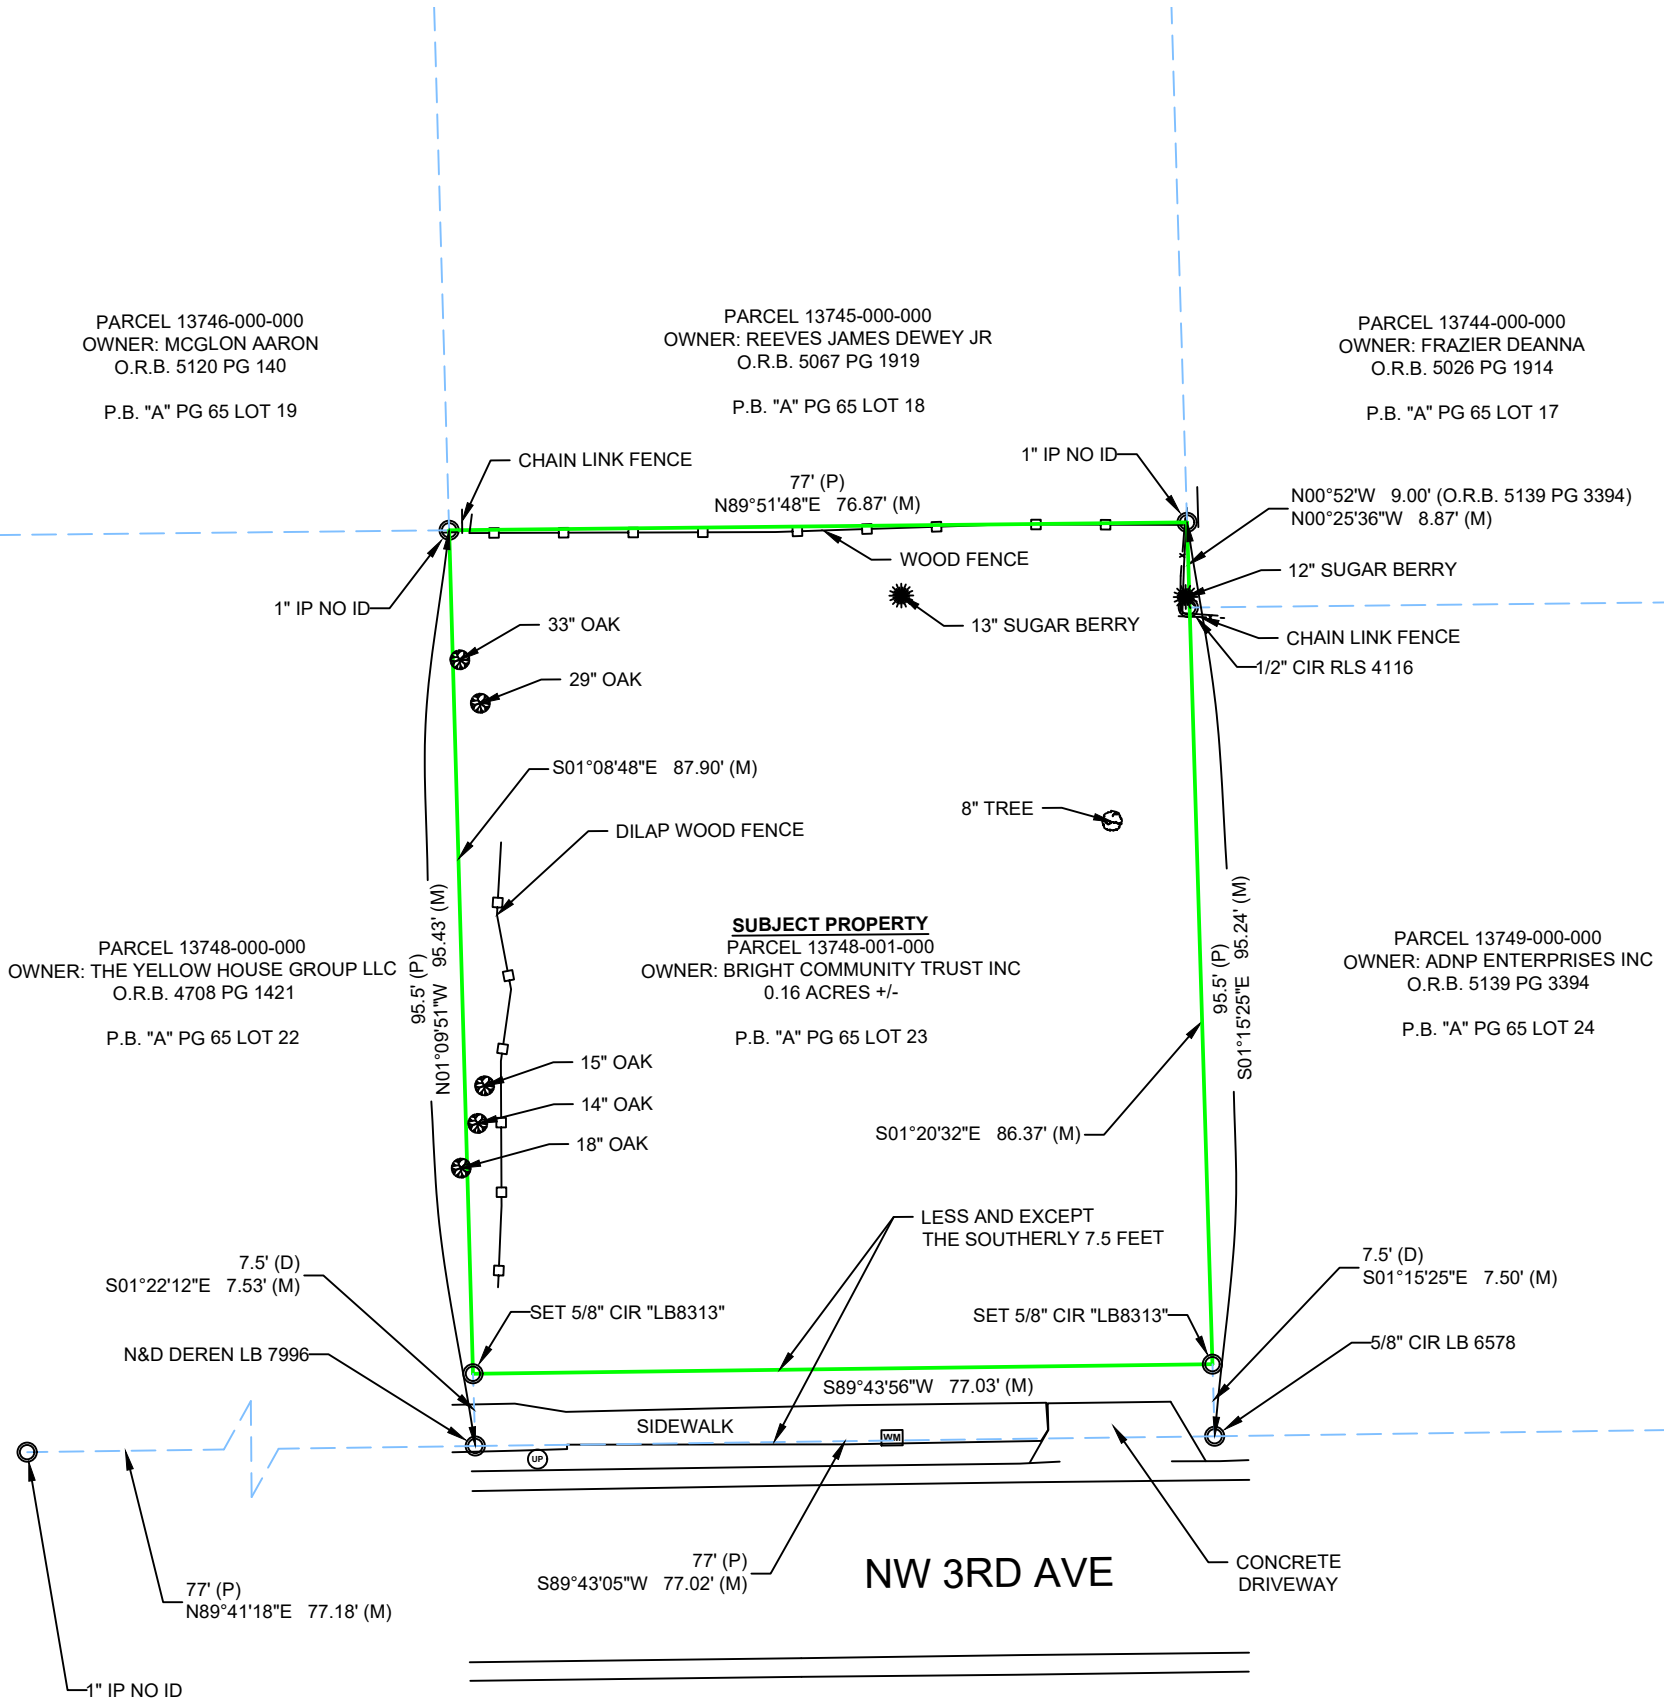 PARCEL 13746-000-000
OWNER: MCGLON AARON
O.R.B. 5120 PG 140
P.B. "A" PG 65 LOT 19
PARCEL 13745-000-000
OWNER: REEVES JAMES DEWEY JR
O.R.B. 5067 PG 1919
P.B. "A" PG 65 LOT 18
PARCEL 13744-000-000
OWNER: FRAZIER DEANNA
O.R.B. 5026 PG 1914
P.B. "A" PG 65 LOT 17
CHAIN LINK FENCE
1" IP NO ID
77' (P)
N89°51'48"E 76.87' (M)
N00°52'W 9.00' (O.R.B. 5139 PG 3394)
N00°25'36"W 8.87' (M)
WOOD FENCE
12" SUGAR BERRY
1" IP NO ID
33" OAK
13" SUGAR BERRY
CHAIN LINK FENCE
1/2" CIR RLS 4116
29" OAK
S01°08'48"E 87.90' (M)
8" TREE
DILAP WOOD FENCE
95.5' (P)
N01°09'51"W 95.43' (M)
95.5' (P)
S01°15'25"E 95.24' (M)
PARCEL 13748-000-000
OWNER: THE YELLOW HOUSE GROUP LLC
O.R.B. 4708 PG 1421
P.B. "A" PG 65 LOT 22
SUBJECT PROPERTY
PARCEL 13748-001-000
OWNER: BRIGHT COMMUNITY TRUST INC
0.16 ACRES +/-
P.B. "A" PG 65 LOT 23
PARCEL 13749-000-000
OWNER: ADNP ENTERPRISES INC
O.R.B. 5139 PG 3394
P.B. "A" PG 65 LOT 24
15" OAK
14" OAK
18" OAK
S01°20'32"E 86.37' (M)
LESS AND EXCEPT
THE SOUTHERLY 7.5 FEET
7.5' (D)
S01°22'12"E 7.53' (M)
7.5' (D)
S01°15'25"E 7.50' (M)
SET 5/8" CIR "LB8313"
SET 5/8" CIR "LB8313"
N&D DEREN LB 7996
5/8" CIR LB 6578
S89°43'56"W 77.03' (M)
SIDEWALK
WM
UP
77' (P)
S89°43'05"W 77.02' (M)
NW 3RD AVE
CONCRETE
DRIVEWAY
77' (P)
N89°41'18"E 77.18' (M)
1" IP NO ID